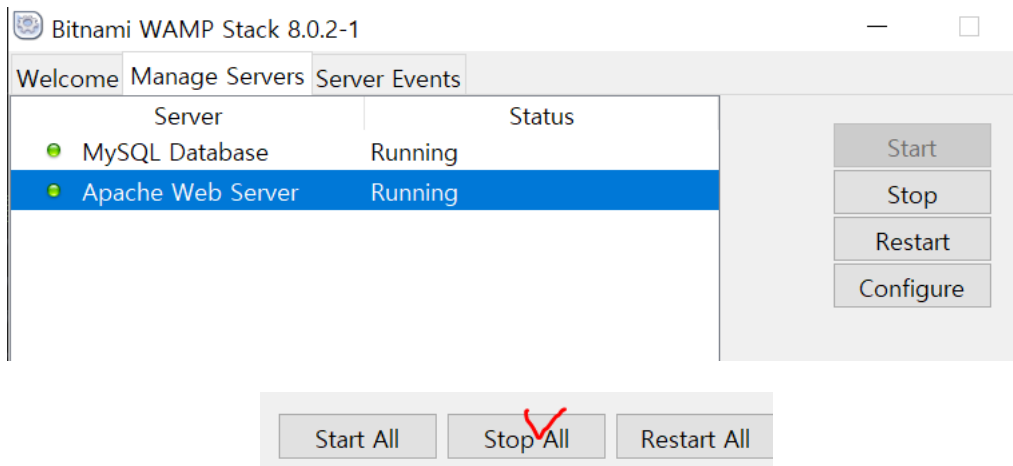 Bitnami WAMP Stack 8.0.2-1
Welcome Manage Servers Server Events
Server Status
MySQL Database Running
Apache Web Server Running
Start
Stop
Restart
Configure
Start All Stop All Restart All